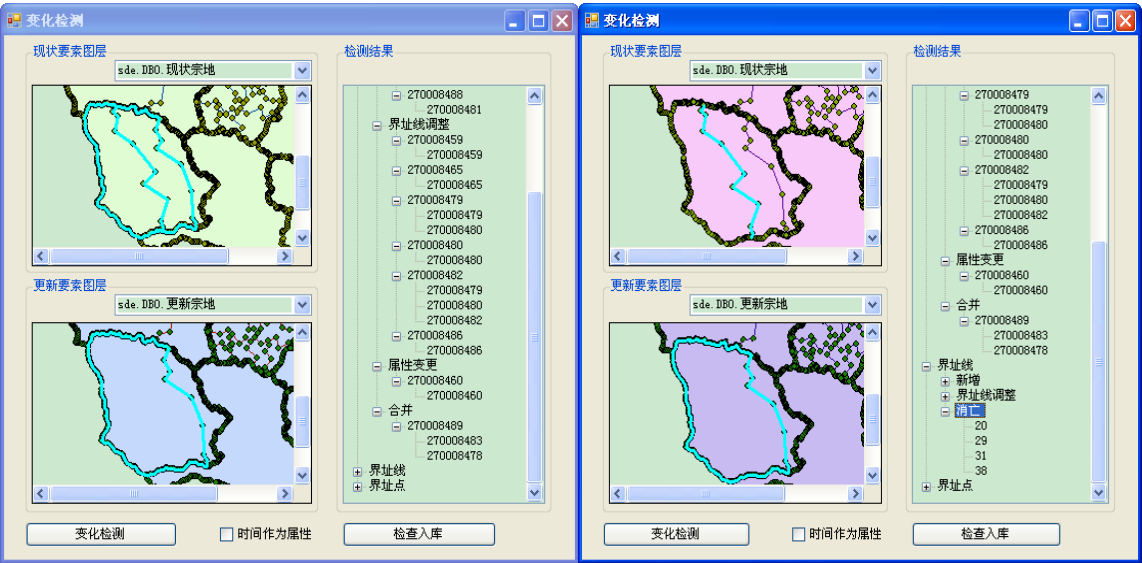 变化检测
现状要素图层
sde.DBO.现状宗地
更新要素图层
sde.DBO.更新宗地
检测结果
270008488
270008481
界址线调整
270008459
270008459
270008465
270008465
270008479
270008479
270008480
270008480
270008480
270008482
270008479
270008480
270008482
270008486
270008486
属性变更
270008460
270008460
合并
270008489
270008483
270008478
界址线
界址点
变化检测
时间作为属性
检查入库
变化检测
现状要素图层
sde.DBO.现状宗地
更新要素图层
sde.DBO.更新宗地
检测结果
270008479
270008479
270008480
270008480
270008480
270008482
270008479
270008480
270008482
270008486
270008486
属性变更
270008460
270008460
合并
270008489
270008483
270008478
界址线
新增
界址线调整
消亡
20
29
31
38
界址点
变化检测
时间作为属性
检查入库